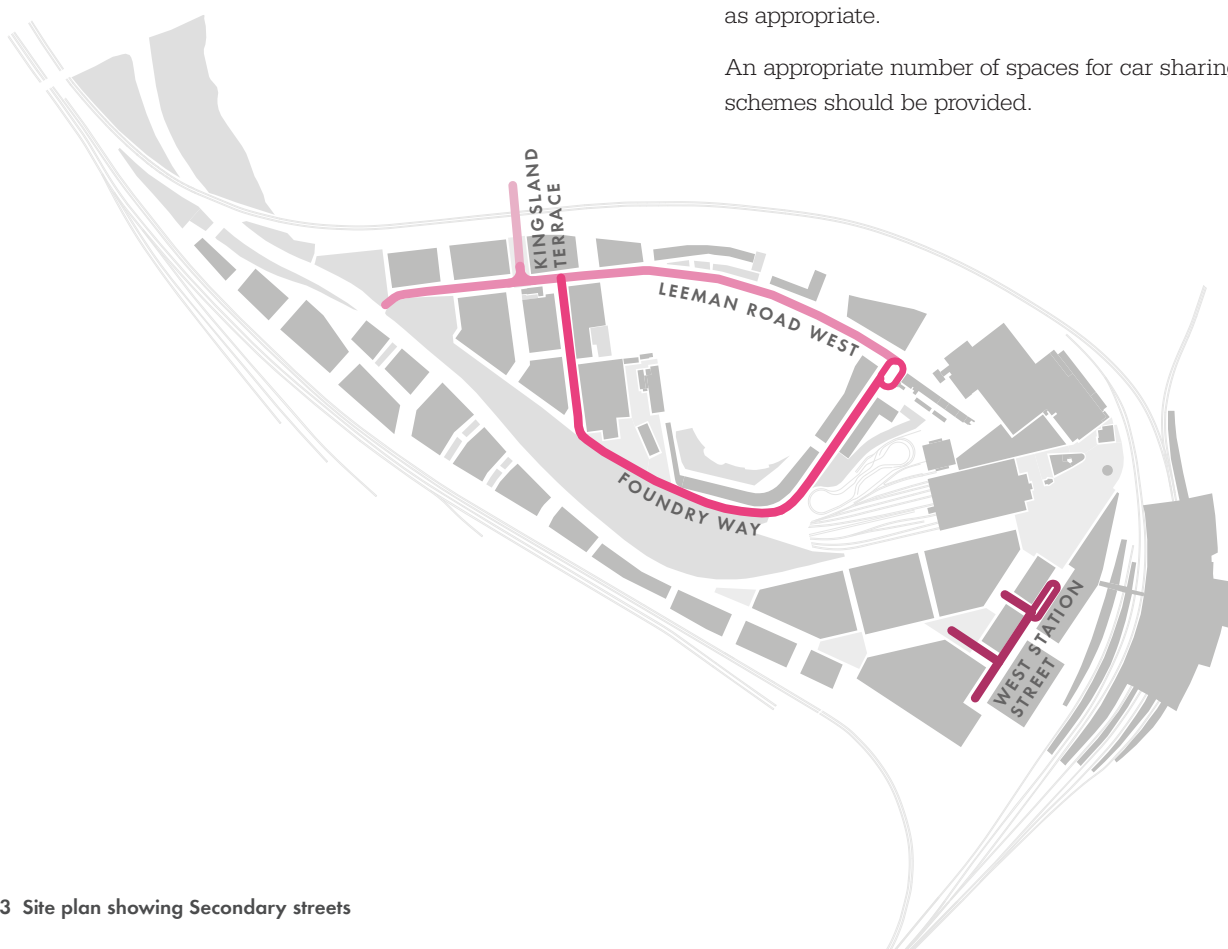 as appropriate.
An appropriate number of spaces for car sharing
schemes should be provided.
KINGSLAND
TERRACE
LEEMAN ROAD WEST
FOUNDRY WAY
WEST STATION
STREET
3 Site plan showing Secondary streets